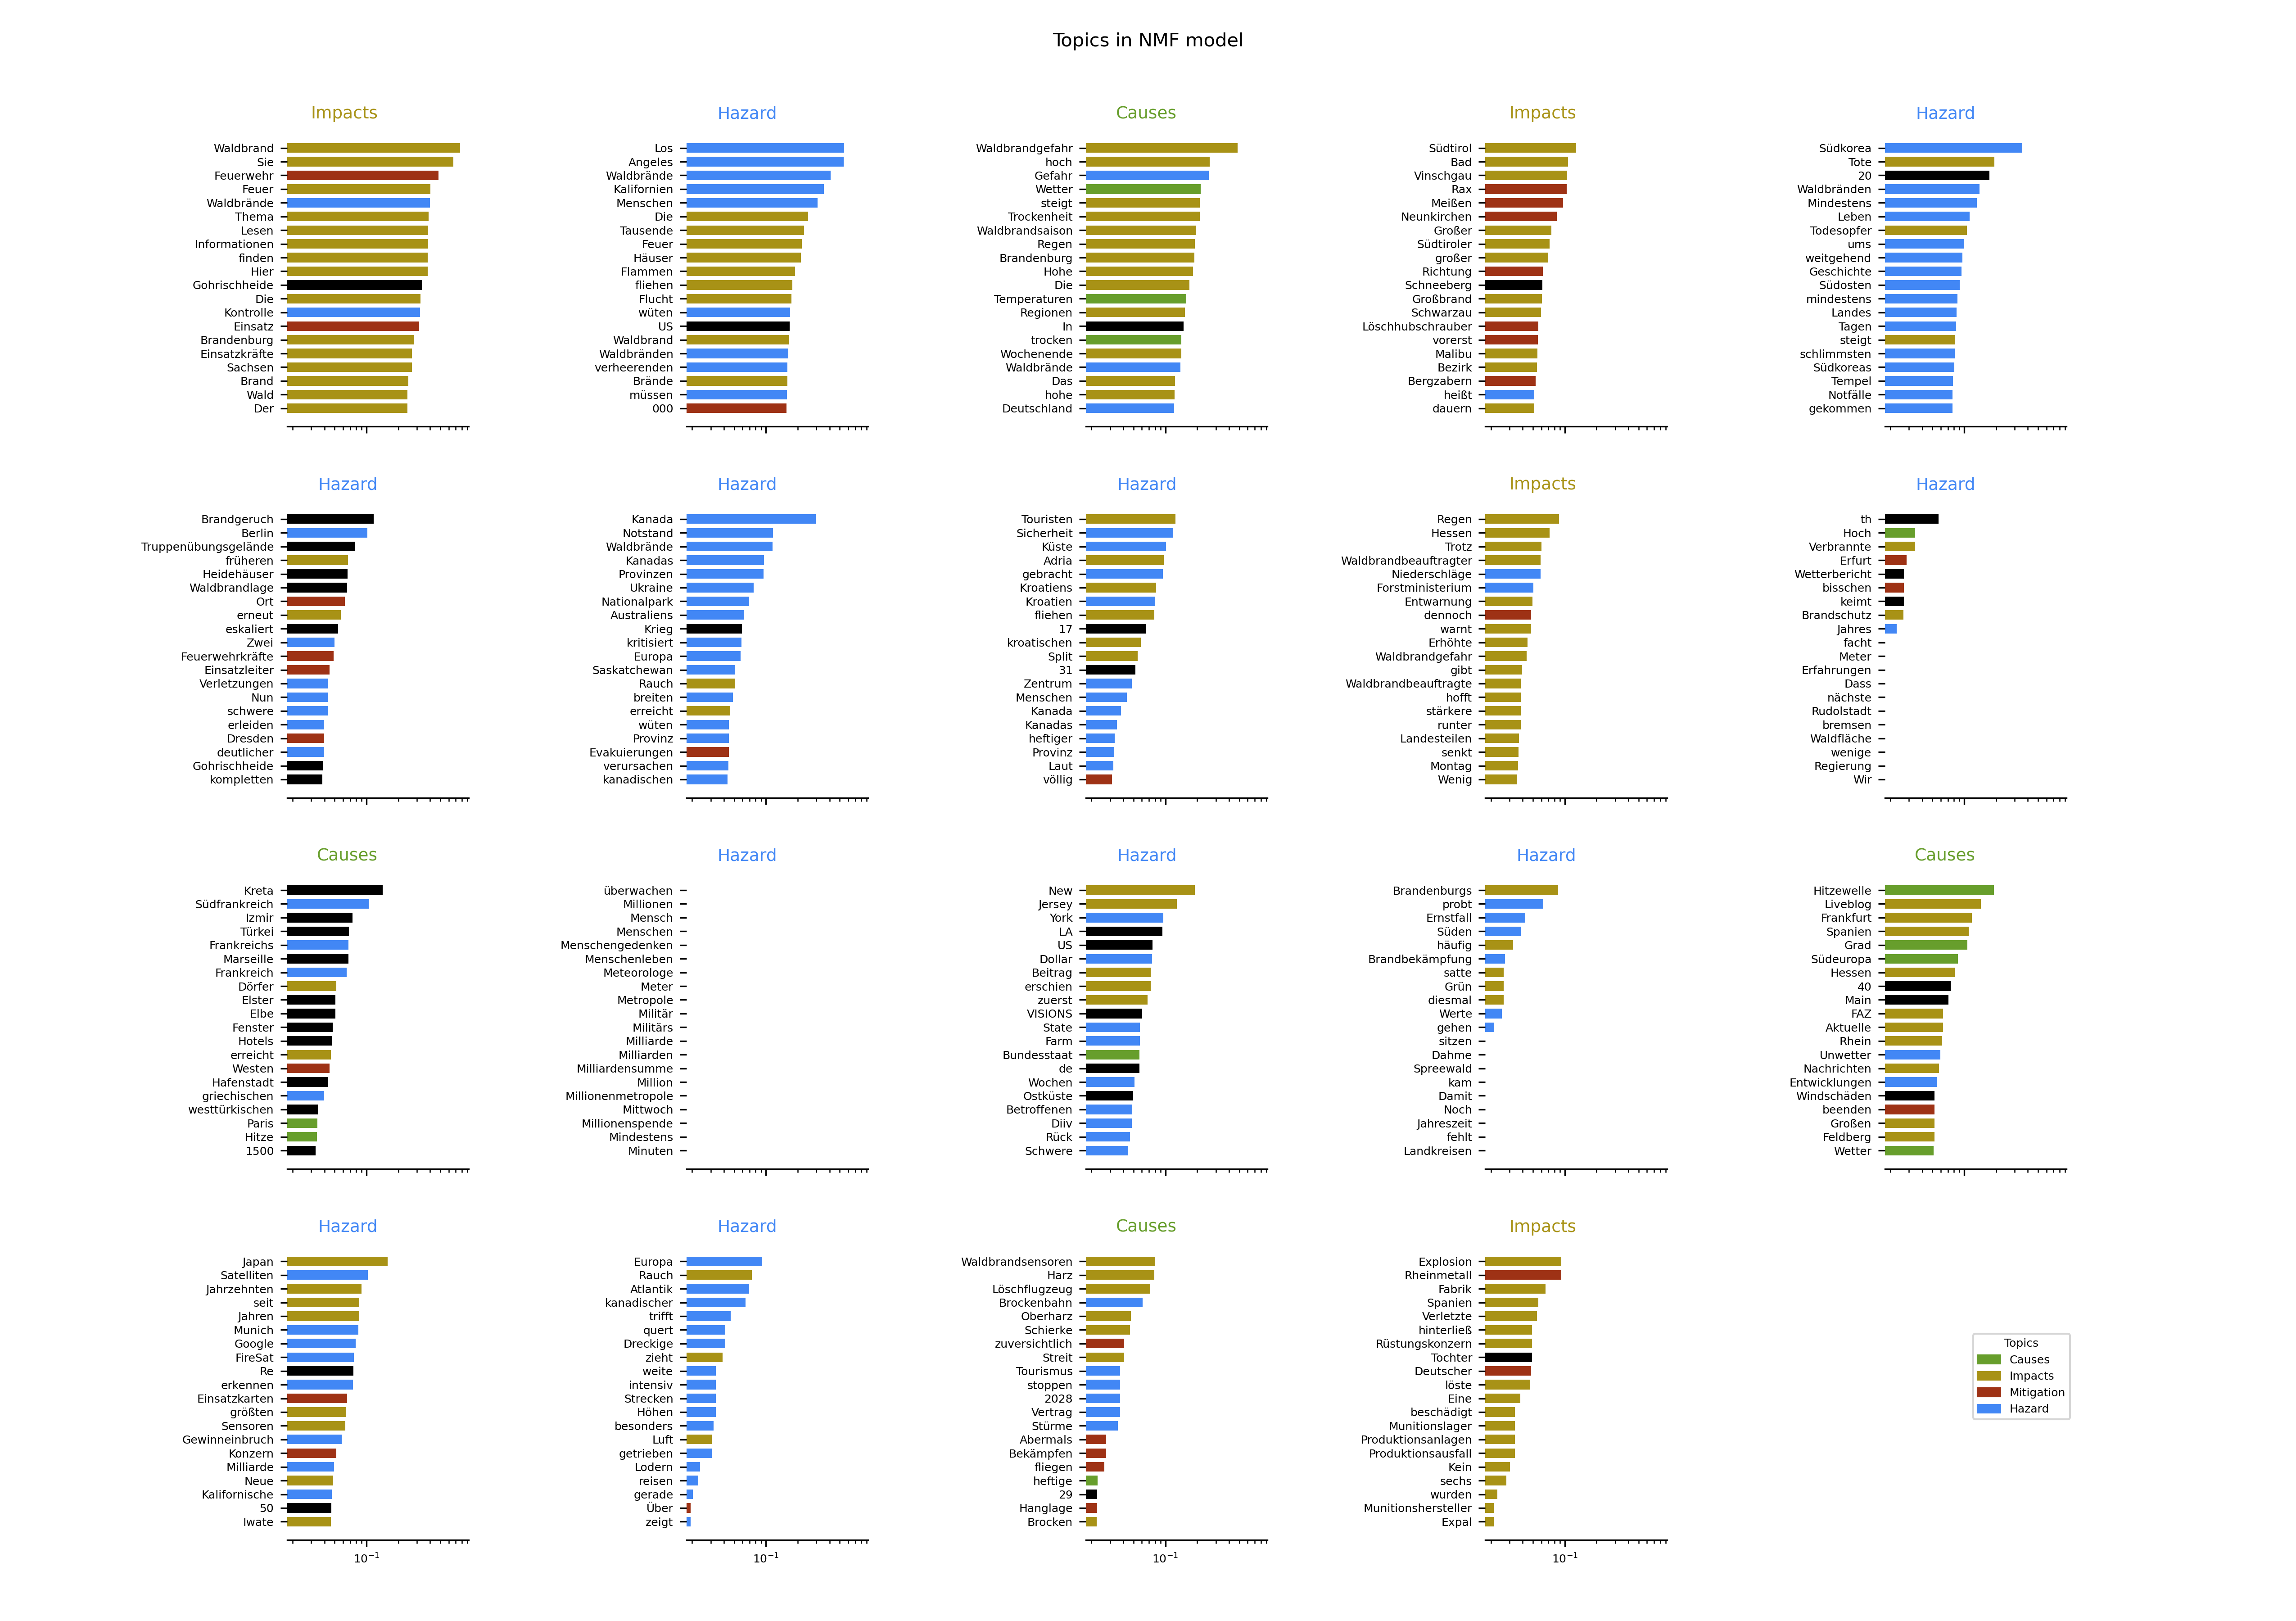 Topics in NMF model
Impacts
Waldbrand
Sie
Feuerwehr
Feuer
Waldbrände
Thema
Lesen
Informationen
finden
Hier
Gohrischheide
Die
Kontrolle
Einsatz
Brandenburg
Einsatzkräfte
Sachsen
Brand
Wald
Der
Hazard
Los
Angeles
Waldbrände
Kalifornien
Menschen
Die
Tausende
Feuer
Häuser
Flammen
fliehen
Flucht
wüten
US
Waldbrand
Waldbränden
verheerenden
Brände
müssen
000
Causes
Waldbrandgefahr
hoch
Gefahr
Wetter
steigt
Trockenheit
Waldbrandsaison
Regen
Brandenburg
Hohe
Die
Temperaturen
Regionen
In
trocken
Wochenende
Waldbrände
Das
hohe
Deutschland
Impacts
Südtirol
Bad
Vinschgau
Rax
Meißen
Neunkirchen
Großer
Südtiroler
großer
Richtung
Schneeberg
Großbrand
Schwarzau
Löschhubschrauber
vorerst
Malibu
Bezirk
Bergzabern
heißt
dauern
Hazard
Südkorea
Tote
20
Waldbränden
Mindestens
Leben
Todesopfer
ums
weitgehend
Geschichte
Südosten
mindestens
Landes
Tagen
steigt
schlimmsten
Südkoreas
Tempel
Notfälle
gekommen
Hazard
Brandgeruch
Berlin
Truppenübungsgelände
früheren
Heidehäuser
Waldbrandlage
Ort
erneut
eskaliert
Zwei
Feuerwehrkräfte
Einsatzleiter
Verletzungen
Nun
schwere
erleiden
Dresden
deutlicher
Gohrischheide
kompletten
Hazard
Kanada
Notstand
Waldbrände
Kanadas
Provinzen
Ukraine
Nationalpark
Australiens
Krieg
kritisiert
Europa
Saskatchewan
Rauch
breiten
erreicht
wüten
Provinz
Evakuierungen
verursachen
kanadischen
Hazard
Touristen
Sicherheit
Küste
Adria
gebracht
Kroatiens
Kroatien
fliehen
17
kroatischen
Split
31
Zentrum
Menschen
Kanada
Kanadas
heftiger
Provinz
Laut
völlig
Impacts
Regen
Hessen
Trotz
Waldbrandbeauftragter
Niederschläge
Forstministerium
Entwarnung
dennoch
warnt
Erhöhte
Waldbrandgefahr
gibt
Waldbrandbeauftragte
hofft
stärkere
runter
Landesteilen
senkt
Montag
Wenig
Hazard
th
Hoch
Verbrannte
Erfurt
Wetterbericht
bisschen
keimt
Brandschutz
Jahres
facht
Meter
Erfahrungen
Dass
nächste
Rudolstadt
bremsen
Waldfläche
wenige
Regierung
Wir
Causes
Kreta
Südfrankreich
Izmir
Türkei
Frankreichs
Marseille
Frankreich
Dörfer
Elster
Elbe
Fenster
Hotels
erreicht
Westen
Hafenstadt
griechischen
westtürkischen
Paris
Hitze
1500
Hazard
überwachen
Millionen
Mensch
Menschen
Menschengedenken
Menschenleben
Meteorologe
Meter
Metropole
Militär
Militärs
Milliarde
Milliarden
Milliardensumme
Million
Millionenmetropole
Mittwoch
Millionenspende
Mindestens
Minuten
Hazard
New
Jersey
York
LA
US
Dollar
Beitrag
erschien
zuerst
VISIONS
State
Farm
Bundesstaat
de
Wochen
Ostküste
Betroffenen
Diiv
Rück
Schwere
Hazard
Brandenburgs
probt
Ernstfall
Süden
häufig
Brandbekämpfung
satte
Grün
diesmal
Werte
gehen
sitzen
Dahme
Spreewald
kam
Damit
Noch
Jahreszeit
fehlt
Landkreisen
Causes
Hitzewelle
Liveblog
Frankfurt
Spanien
Grad
Südeuropa
Hessen
40
Main
FAZ
Aktuelle
Rhein
Unwetter
Nachrichten
Entwicklungen
Windschäden
beenden
Großen
Feldberg
Wetter
Hazard
Japan
Satelliten
Jahrzehnten
seit
Jahren
Munich
Google
FireSat
Re
erkennen
Einsatzkarten
größten
Sensoren
Gewinneinbruch
Konzern
Milliarde
Neue
Kalifornische
50
Iwate
10⁻¹
Hazard
Europa
Rauch
Atlantik
kanadischer
trifft
quert
Dreckige
zieht
weite
intensiv
Strecken
Höhen
besonders
Luft
getrieben
Lodern
reisen
gerade
Über
zeigt
10⁻¹
Causes
Waldbrandsensoren
Harz
Löschflugzeug
Brockenbahn
Oberharz
Schierke
zuversichtlich
Streit
Tourismus
stoppen
2028
Vertrag
Stürme
Abermals
Bekämpfen
fliegen
heftige
29
Hanglage
Brocken
10⁻¹
Impacts
Explosion
Rheinmetall
Fabrik
Spanien
Verletzte
hinterließ
Rüstungskonzern
Tochter
Deutscher
löste
Eine
beschädigt
Munitionslager
Produktionsanlagen
Produktionsausfall
Kein
sechs
wurden
Munitionshersteller
Expal
10⁻¹
Topics
Causes
Impacts
Mitigation
Hazard